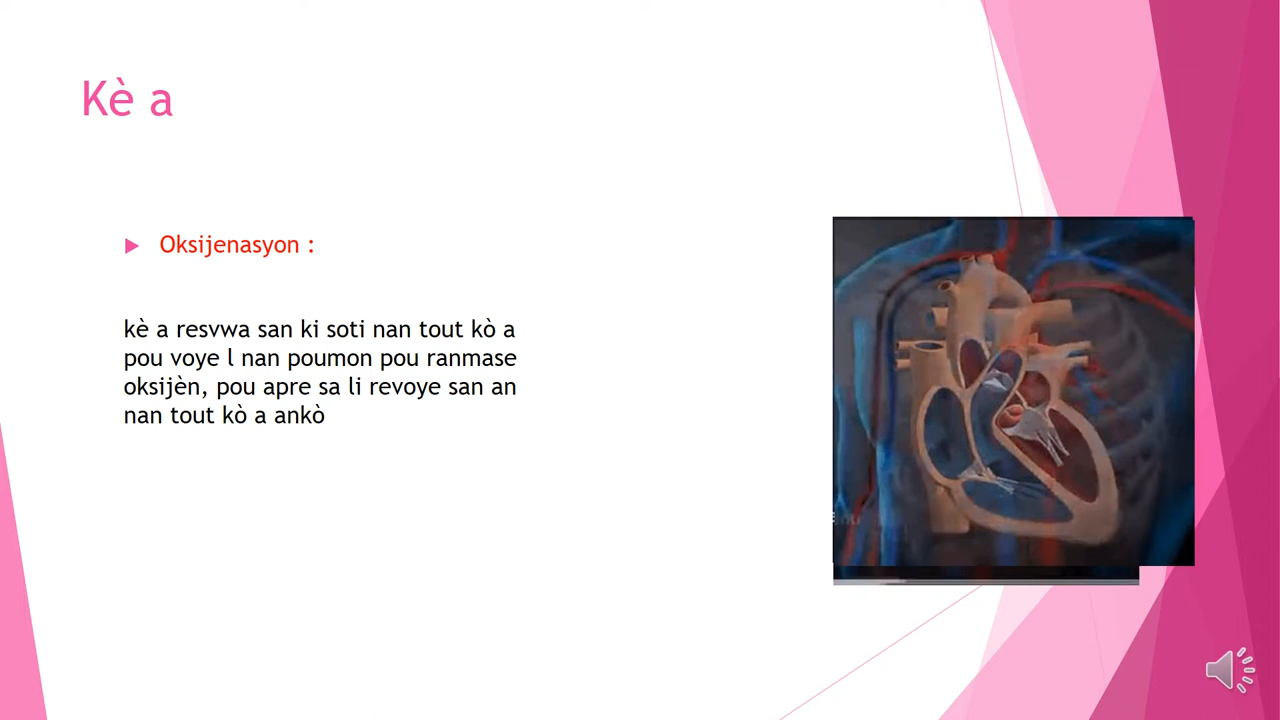 Kè a
Oksijenasyon :
kè a resvwa san ki soti nan tout kò a
pou voye l nan poumon pou ranmase
oksijèn, pou apre sa li revoye san an
nan tout kò a ankò